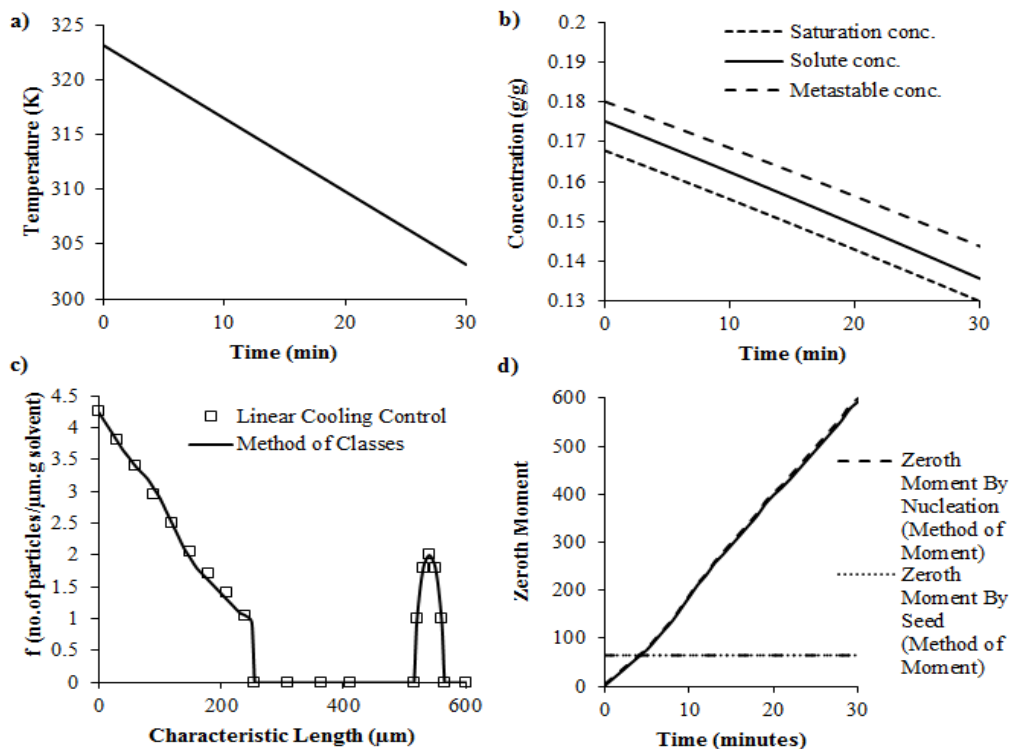 a)
325
320
315
310
305
300
0
10
20
30
Temperature (K)
Time (min)
b)
0.2
0.19
0.18
0.17
0.16
0.15
0.14
0.13
0
10
20
30
Concentration (g/g)
Time (min)
Saturation conc.
Solute conc.
Metastable conc.
c)
4.5
4
3.5
3
2.5
2
1.5
1
0.5
0
0
200
400
600
f (no.of particles/µm.g solvent)
Characteristic Length (µm)
Linear Cooling Control
Method of Classes
d)
600
500
400
300
200
100
0
0
10
20
30
Zeroth Moment
Time (minutes)
Zeroth
Moment By
Nucleation
(Method of
Moment)
Zeroth
Moment By
Seed
(Method of
Moment)